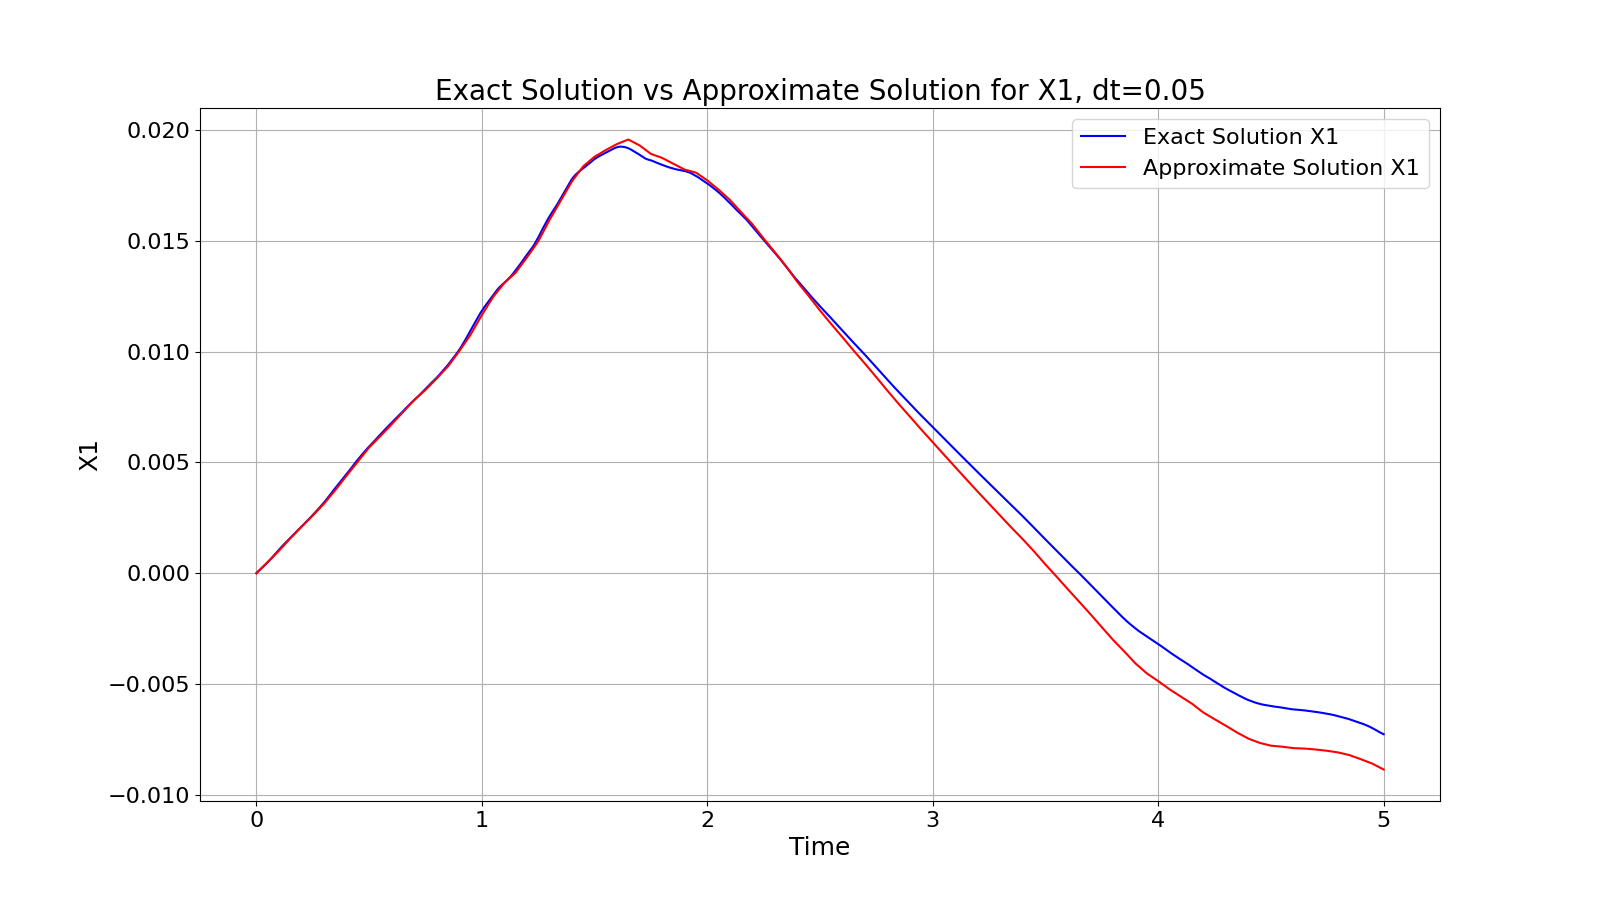 Exact Solution vs Approximate Solution for X1, dt=0.05
Exact Solution X1
Approximate Solution X1
0.020
0.015
0.010
0.005
0.000
−0.005
−0.010
X1
0 1 2 3 4 5
Time